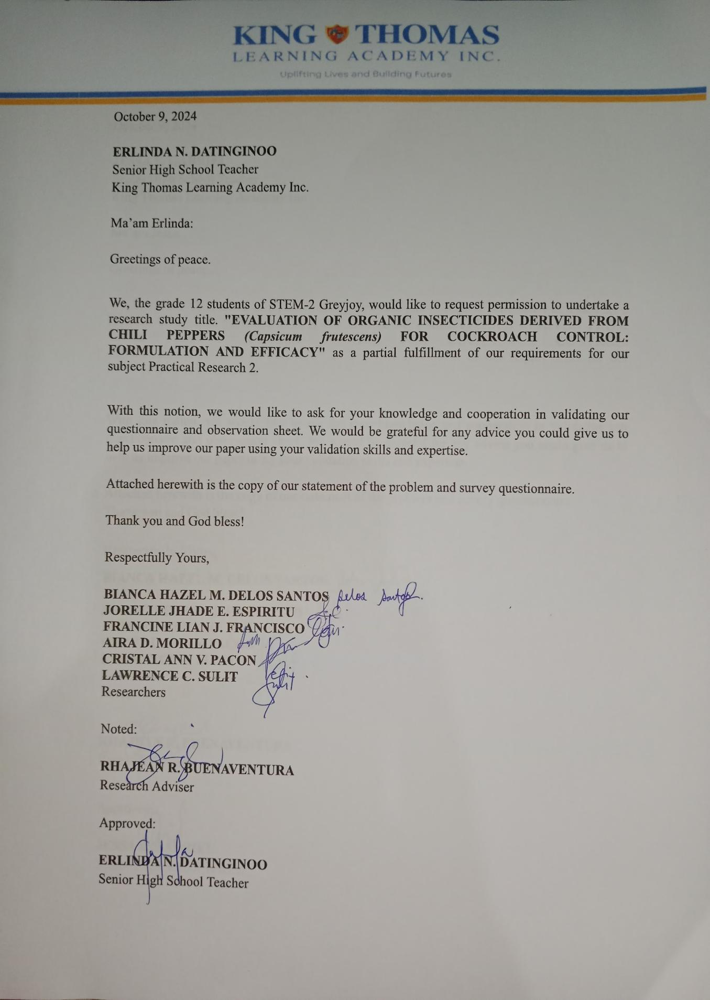 KING THOMAS
LEARNING ACADEMY INC.
Uplifting Lives and Building Futures
October 9, 2024
ERLINDA N. DATINGINOO
Senior High School Teacher
King Thomas Learning Academy Inc.
Ma'am Erlinda:
Greetings of peace.
We, the grade 12 students of STEM-2 Greyjoy, would like to request permission to undertake a
research study title. "EVALUATION OF ORGANIC INSECTICIDES DERIVED FROM
CHILI PEPPERS (Capsicum frutescens) FOR COCKROACH CONTROL:
FORMULATION AND EFFICACY" as a partial fulfillment of our requirements for our
subject Practical Research 2.
With this notion, we would like to ask for your knowledge and cooperation in validating our
questionnaire and observation sheet. We would be grateful for any advice you could give us to
help us improve our paper using your validation skills and expertise.
Attached herewith is the copy of our statement of the problem and survey questionnaire.
Thank you and God bless!
Respectfully Yours,
BIANCA HAZEL M. DELOS SANTOS
JORELLE JHADE E. ESPIRITU
FRANCINE LIAN J. FRANCISCO
AIRA D. MORILLO
CRISTAL ANN V. PACON
LAWRENCE C. SULIT
Researchers
Noted:
RHAJEAN R. BUENAVENTURA
Research Adviser
Approved:
ERLINDA N. DATINGINOO
Senior High School Teacher